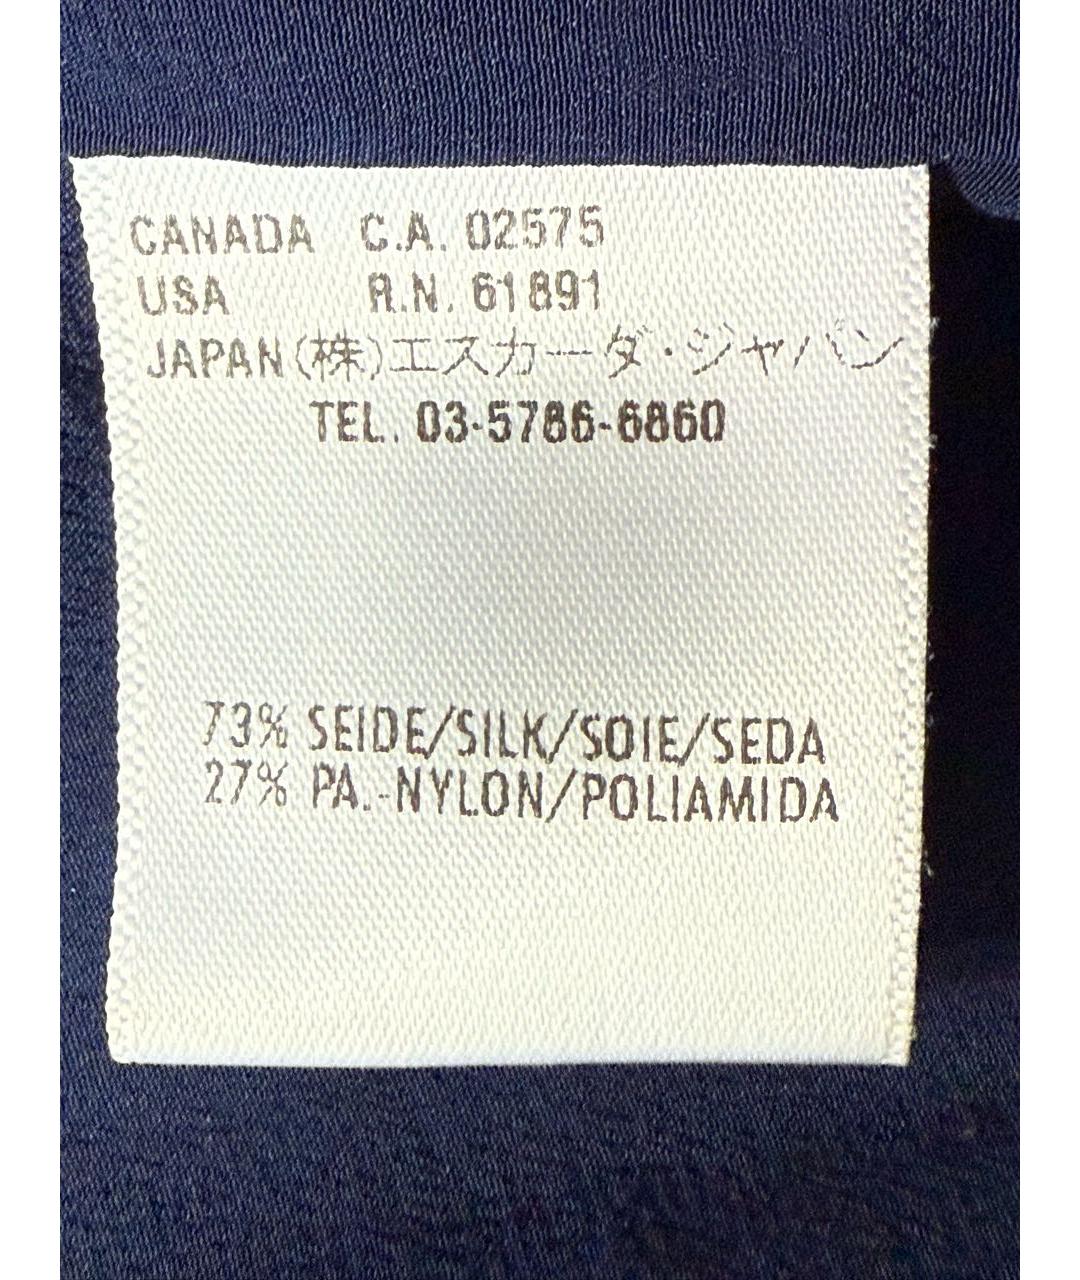 CANADA C.A. 02575
USA R.N. 61891
JAPAN(株)エスカーダ・ジャパン
TEL. 03-5786-6860
73% SEIDE/SILK/SOIE/SEDA
27% PA.-NYLON/POLIAMIDA